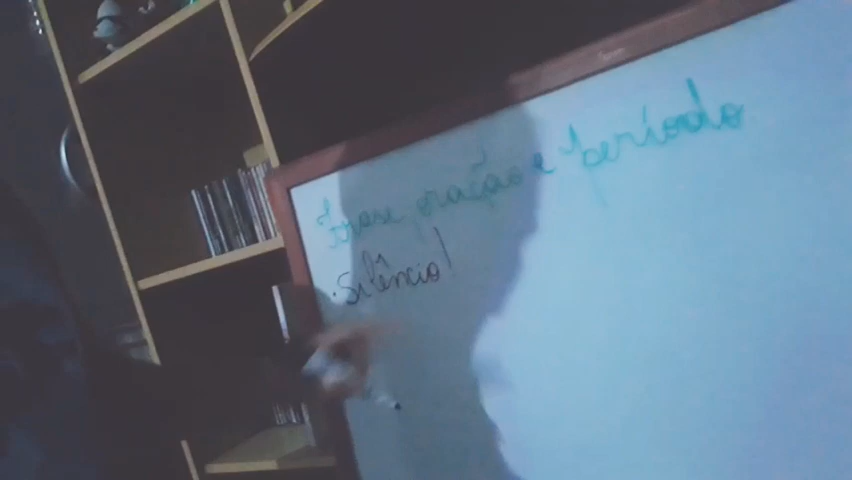 Frase, oração e período
. Silêncio!